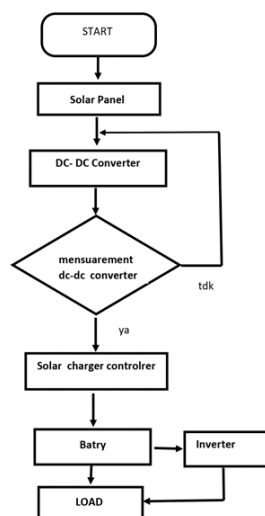 START
Solar Panel
DC- DC Converter
mensuarement
dc-dc converter
tdk
ya
Solar charger controlrer
Batry
Inverter
LOAD